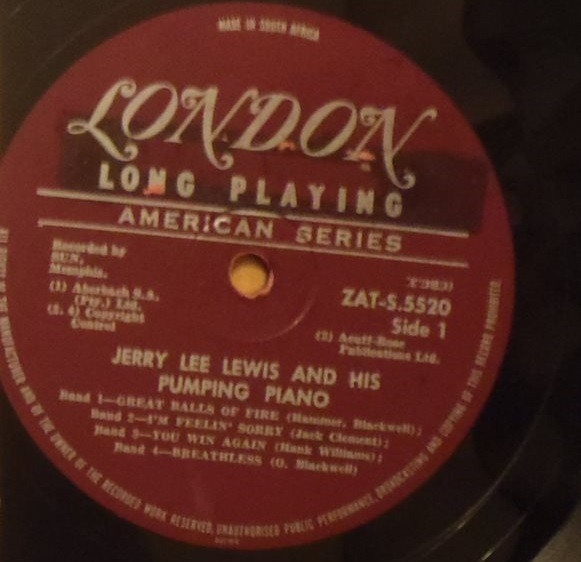 MADE IN SOUTH AFRICA
LONDON
LONG PLAYING
AMERICAN SERIES
Recorded by
SUN,
Memphis.
(1) Aberbach S.A.
(Pty.) Ltd.
(2, 4) Copyright
Control
ZAT-S.5520
Side 1
(3) Acuff-Rose
Publications Ltd.
JERRY LEE LEWIS AND HIS
PUMPING PIANO
Band 1—GREAT BALLS OF FIRE (Hammer, Blackwell);
Band 2—I'M FEELIN' SORRY (Jack Clement);
Band 3—YOU WIN AGAIN (Hank Williams);
Band 4—BREATHLESS (O. Blackwell)
MANUFACTURER AND OF THE OWNER OF THE RECORDED WORK RESERVED, UNAUTHORISED PUBLIC PERFORMANCE, BROADCASTING AND COPYING OF THIS RECORD PROHIBITED.